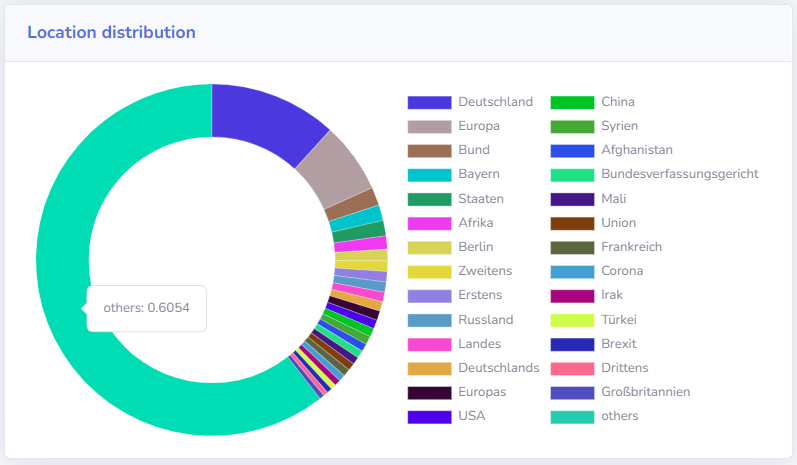 Location distribution
others: 0.6054
Deutschland
Europa
Bund
Bayern
Staaten
Afrika
Berlin
Zweitens
Erstens
Russland
Landes
Deutschlands
Europas
USA
China
Syrien
Afghanistan
Bundesverfassungsgericht
Mali
Union
Frankreich
Corona
Irak
Türkei
Brexit
Drittens
Großbritannien
others